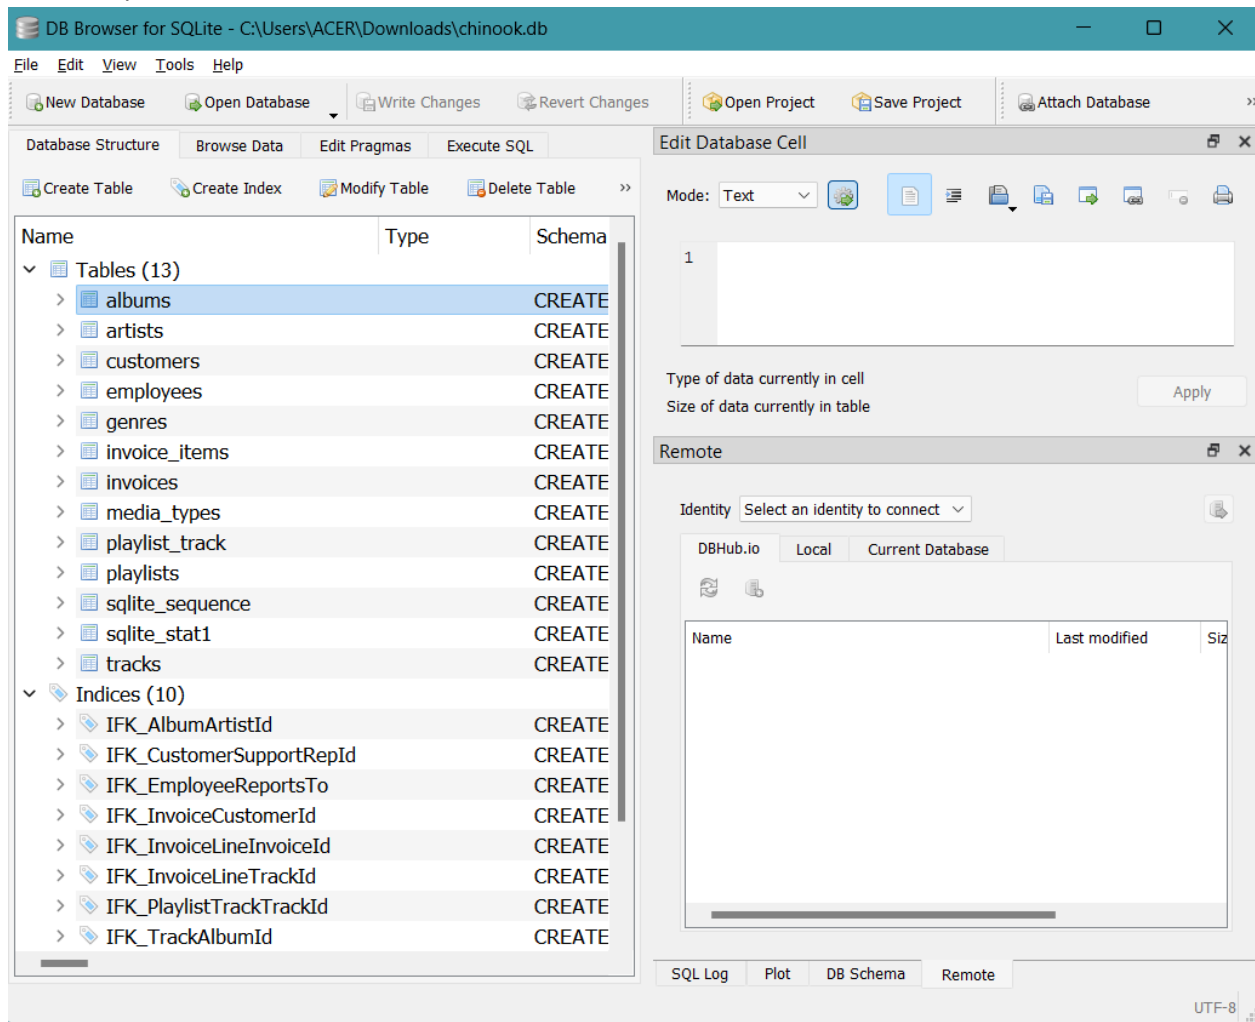 DB Browser for SQLite - C:\Users\ACER\Downloads\chinook.db
File Edit View Tools Help
New Database Open Database Write Changes Revert Changes Open Project Save Project Attach Database »
Database Structure Browse Data Edit Pragmas Execute SQL
Create Table Create Index Modify Table Delete Table »
Name Type Schema
Tables (13)
albums CREATE
artists CREATE
customers CREATE
employees CREATE
genres CREATE
invoice_items CREATE
invoices CREATE
media_types CREATE
playlist_track CREATE
playlists CREATE
sqlite_sequence CREATE
sqlite_stat1 CREATE
tracks CREATE
Indices (10)
IFK_AlbumArtistId CREATE
IFK_CustomerSupportRepId CREATE
IFK_EmployeeReportsTo CREATE
IFK_InvoiceCustomerId CREATE
IFK_InvoiceLineInvoiceId CREATE
IFK_InvoiceLineTrackId CREATE
IFK_PlaylistTrackTrackId CREATE
IFK_TrackAlbumId CREATE
Edit Database Cell
Mode: Text
1
Type of data currently in cell
Size of data currently in table
Apply
Remote
Identity Select an identity to connect
DBHub.io Local Current Database
Name Last modified Siz
SQL Log Plot DB Schema Remote
UTF-8